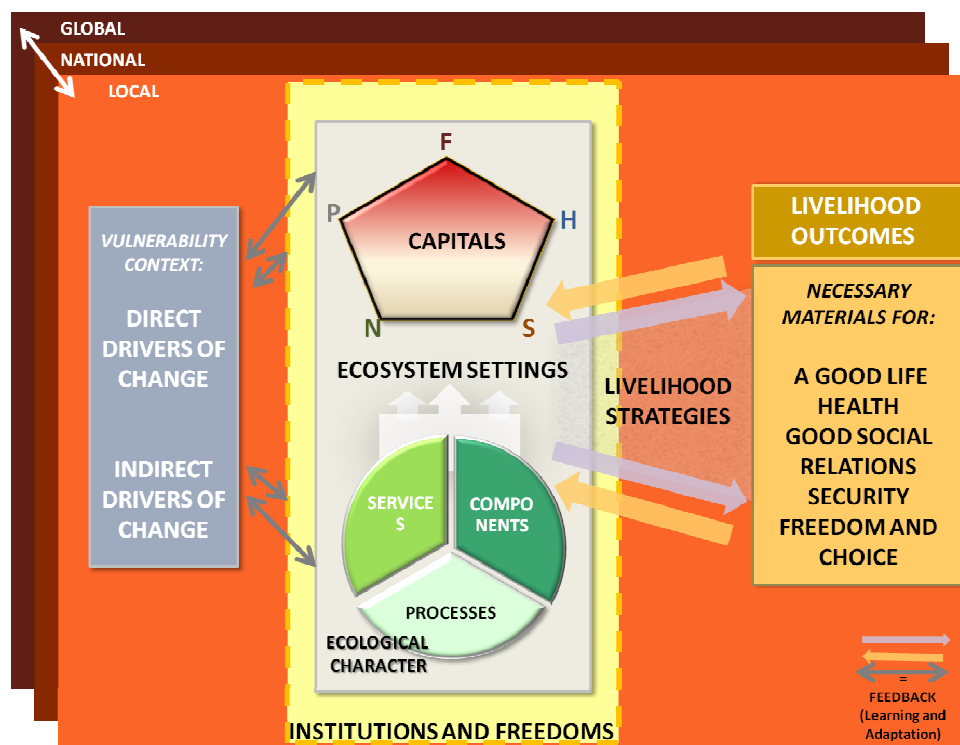 GLOBAL
NATIONAL
LOCAL
VULNERABILITY
CONTEXT:
DIRECT
DRIVERS OF
CHANGE
INDIRECT
DRIVERS OF
CHANGE
F
P
H
CAPITALS
N
S
ECOSYSTEM SETTINGS
SERVICE
S
COMPO
NENTS
PROCESSES
ECOLOGICAL
CHARACTER
INSTITUTIONS AND FREEDOMS
LIVELIHOOD
STRATEGIES
LIVELIHOOD
OUTCOMES
NECESSARY
MATERIALS FOR:
A GOOD LIFE
HEALTH
GOOD SOCIAL
RELATIONS
SECURITY
FREEDOM AND
CHOICE
=
FEEDBACK
(Learning and
Adaptation)